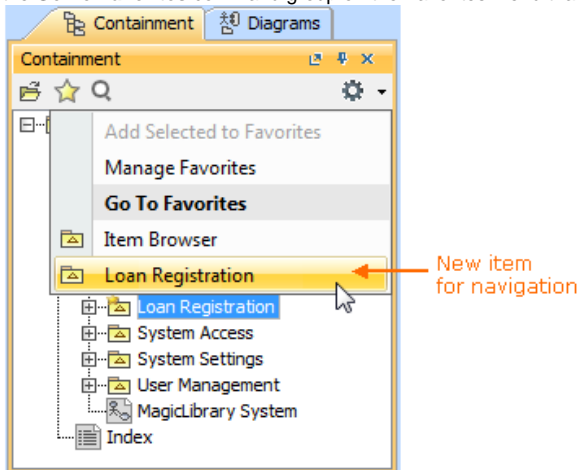 Containment Diagrams
Containment
Add Selected to Favorites
Manage Favorites
Go To Favorites
Item Browser
Loan Registration
New item
for navigation
Loan Registration
System Access
System Settings
User Management
MagicLibrary System
Index